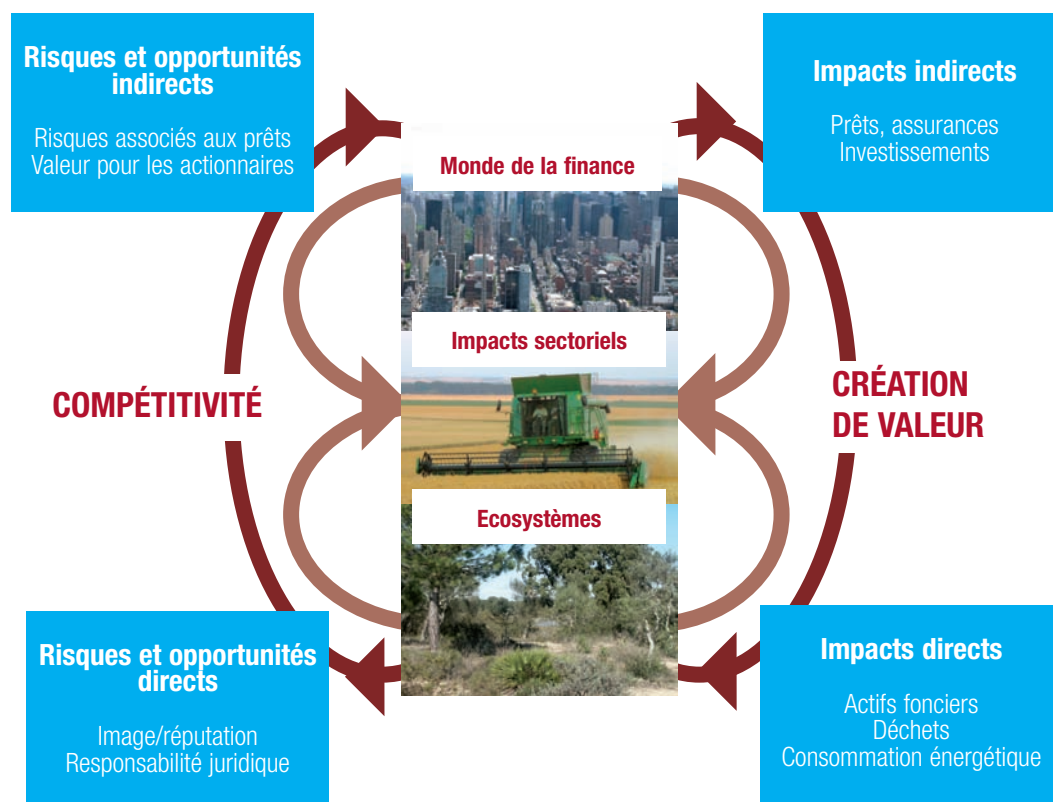 Risques et opportunités
indirects
Risques associés aux prêts
Valeur pour les actionnaires
Impacts indirects
Prêts, assurances
Investissements
Monde de la finance
Impacts sectoriels
COMPÉTITIVITÉ
CRÉATION
DE VALEUR
Ecosystèmes
Risques et opportunités
directs
Image/réputation
Responsabilité juridique
Impacts directs
Actifs fonciers
Déchets
Consommation énergétique